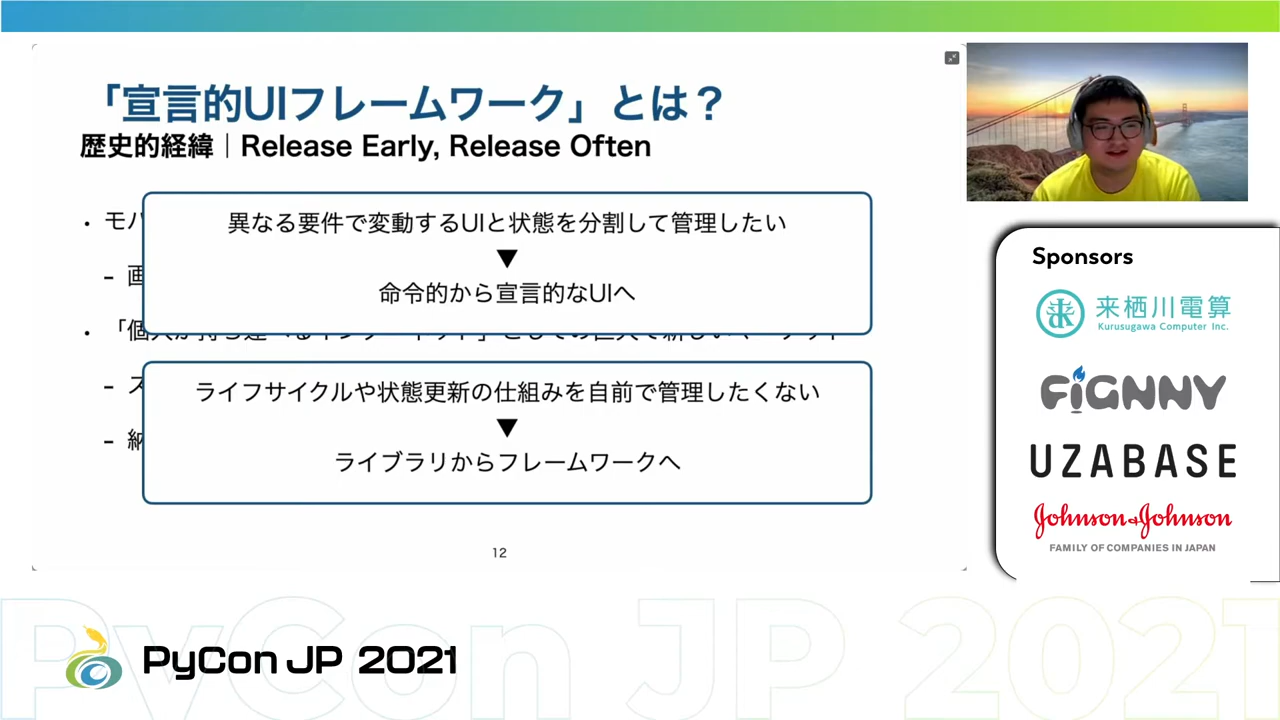 「宣言的UIフレームワーク」とは？
歴史的経緯｜Release Early, Release Often
・モバ
異なる要件で変動するUIと状態を分割して管理したい
▼
- 画
命令的から宣言的なUIへ
ライフサイクルや状態更新の仕組みを自前で管理したくない
▼
- 納
ライブラリからフレームワークへ
12
Sponsors
来栖川電算
Kurusugawa Computer Inc.
FiGNNY
UZABASE
Johnson & Johnson
FAMILY OF COMPANIES IN JAPAN
PyCon JP 2021
PyCon JP 2021